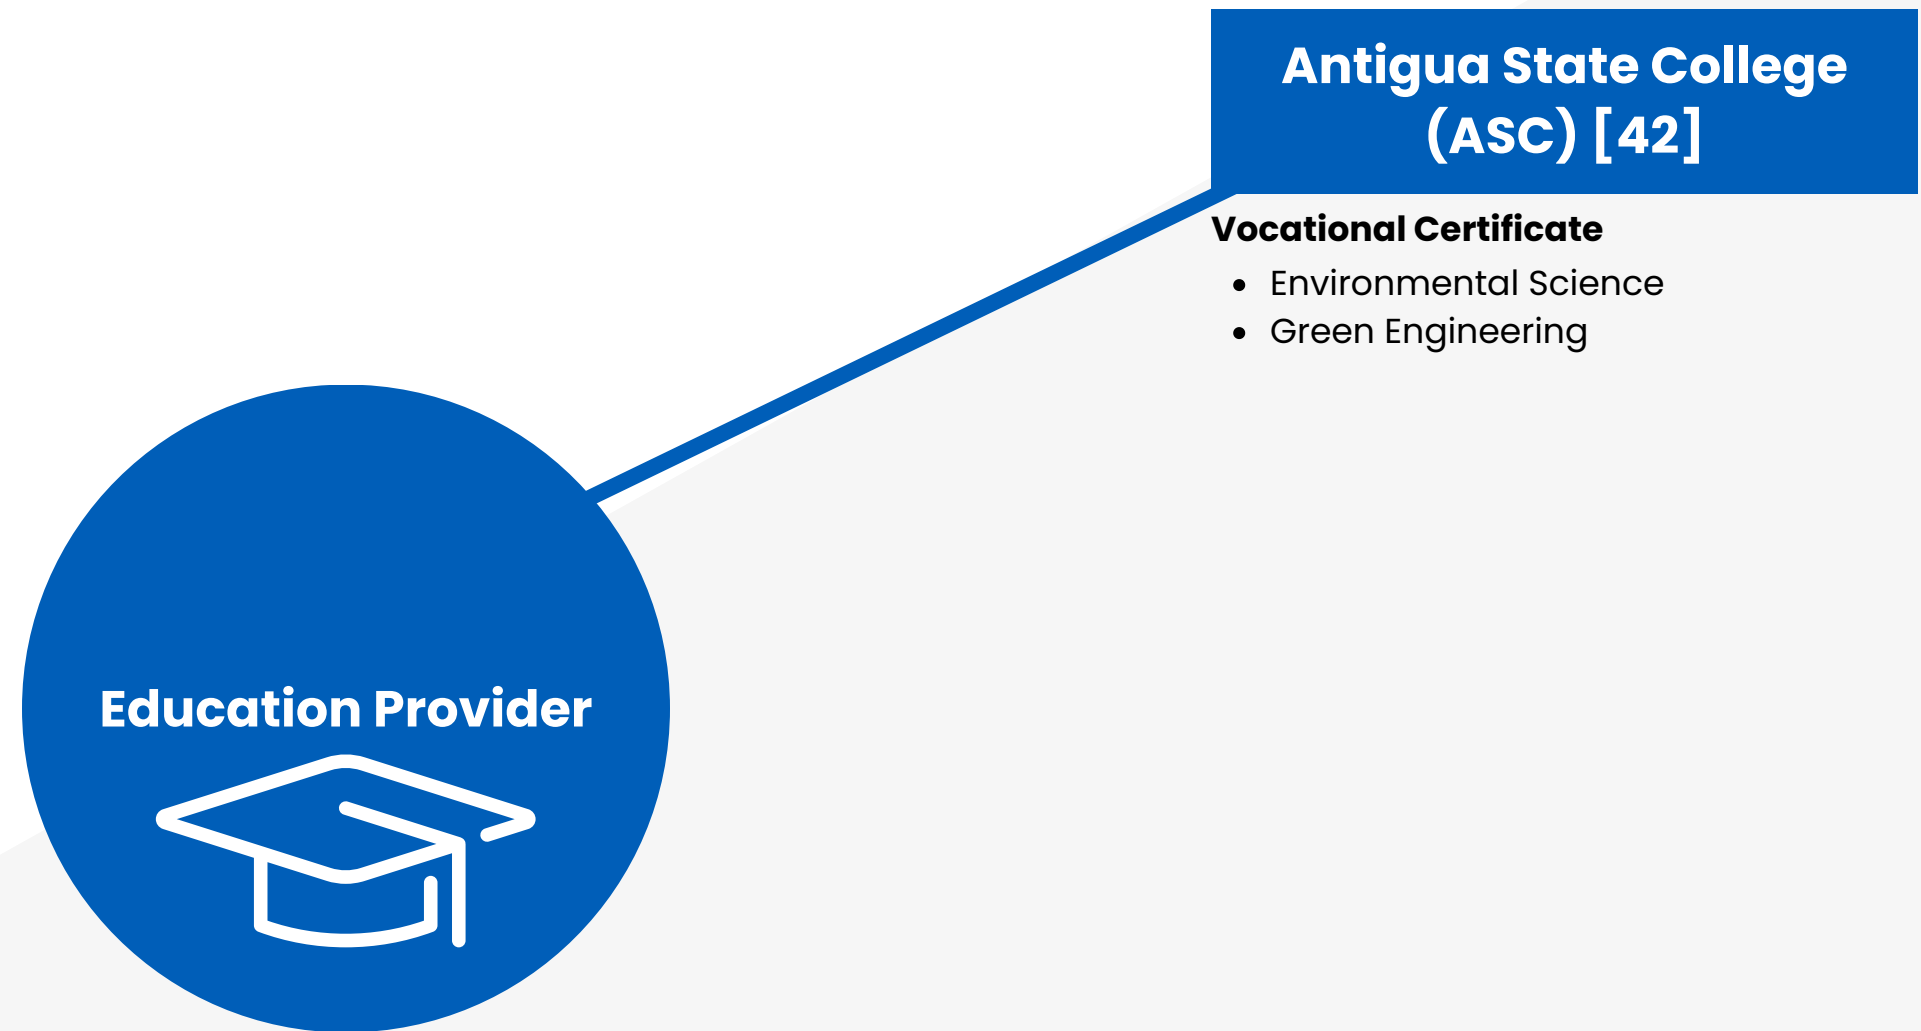 Antigua State College
(ASC) [42]
Vocational Certificate
• Environmental Science
• Green Engineering
Education Provider